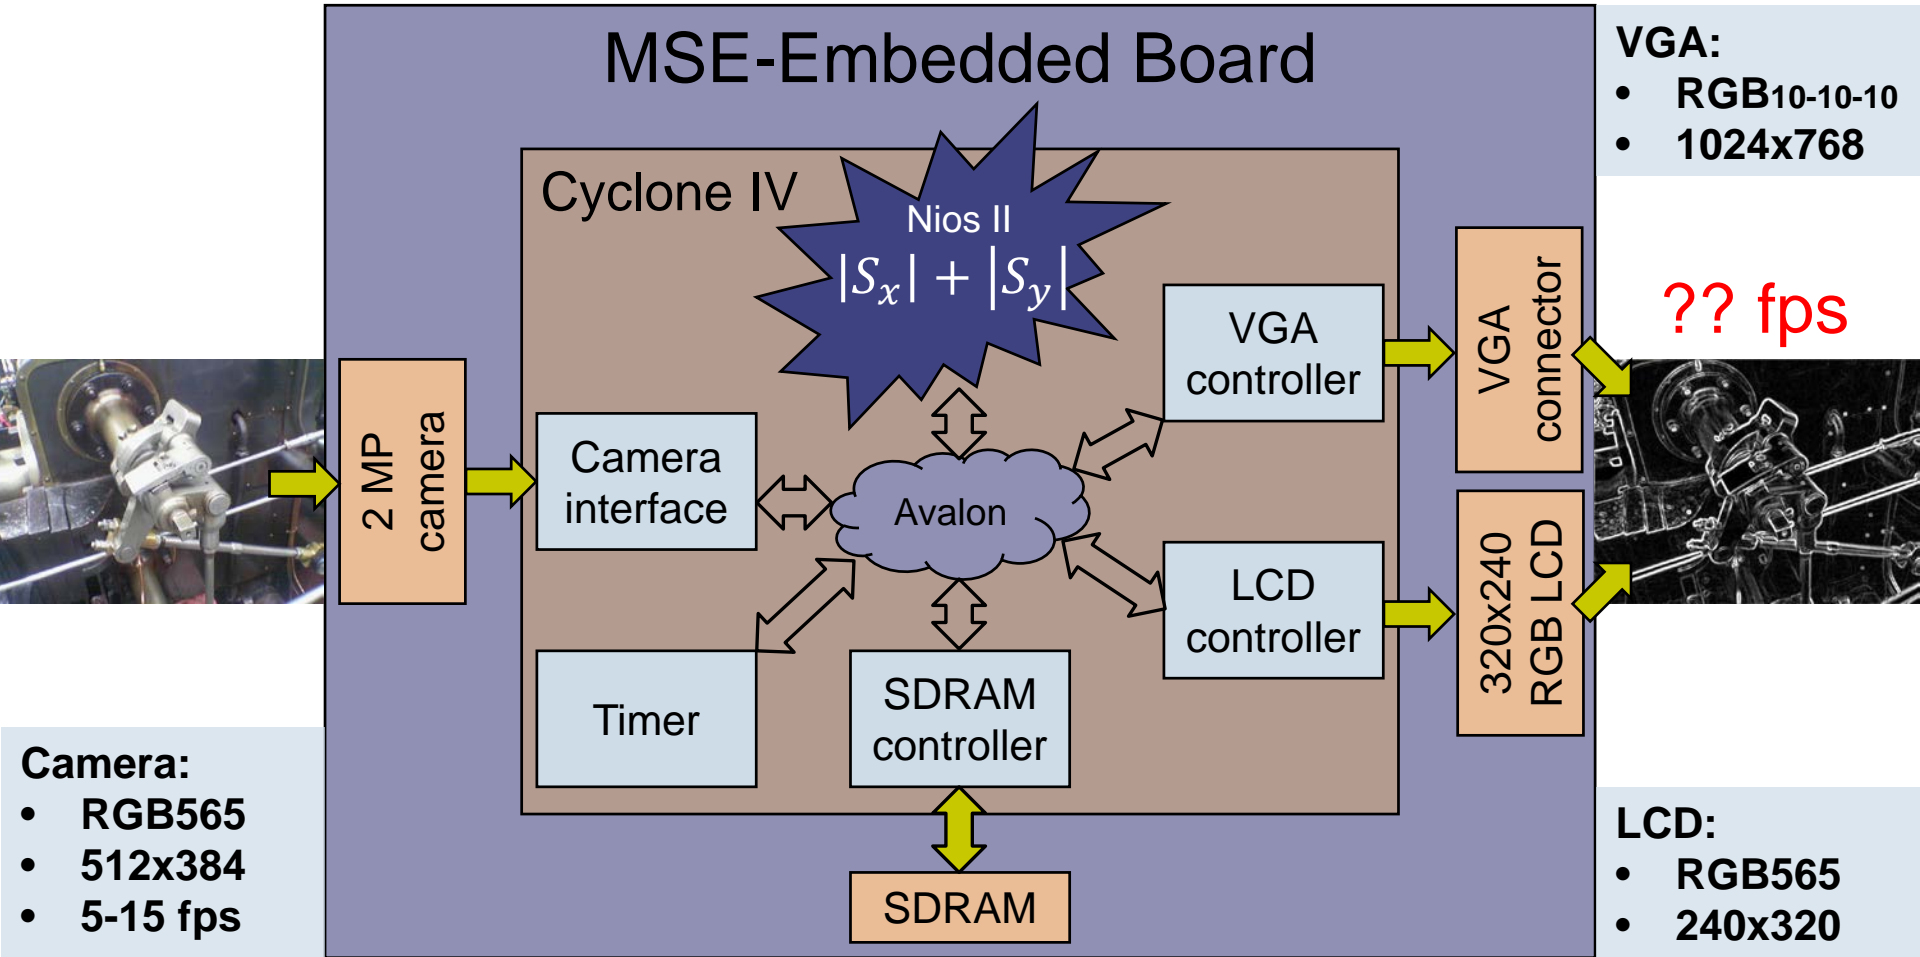 MSE-Embedded Board
VGA:
• RGB10-10-10
• 1024x768
Cyclone IV
Nios II
|Sx| + |Sy|
?? fps
VGA
controller
VGA
connector
2 MP
camera
Camera
interface
Avalon
LCD
controller
320x240
RGB LCD
Timer
SDRAM
controller
SDRAM
Camera:
• RGB565
• 512x384
• 5-15 fps
LCD:
• RGB565
• 240x320